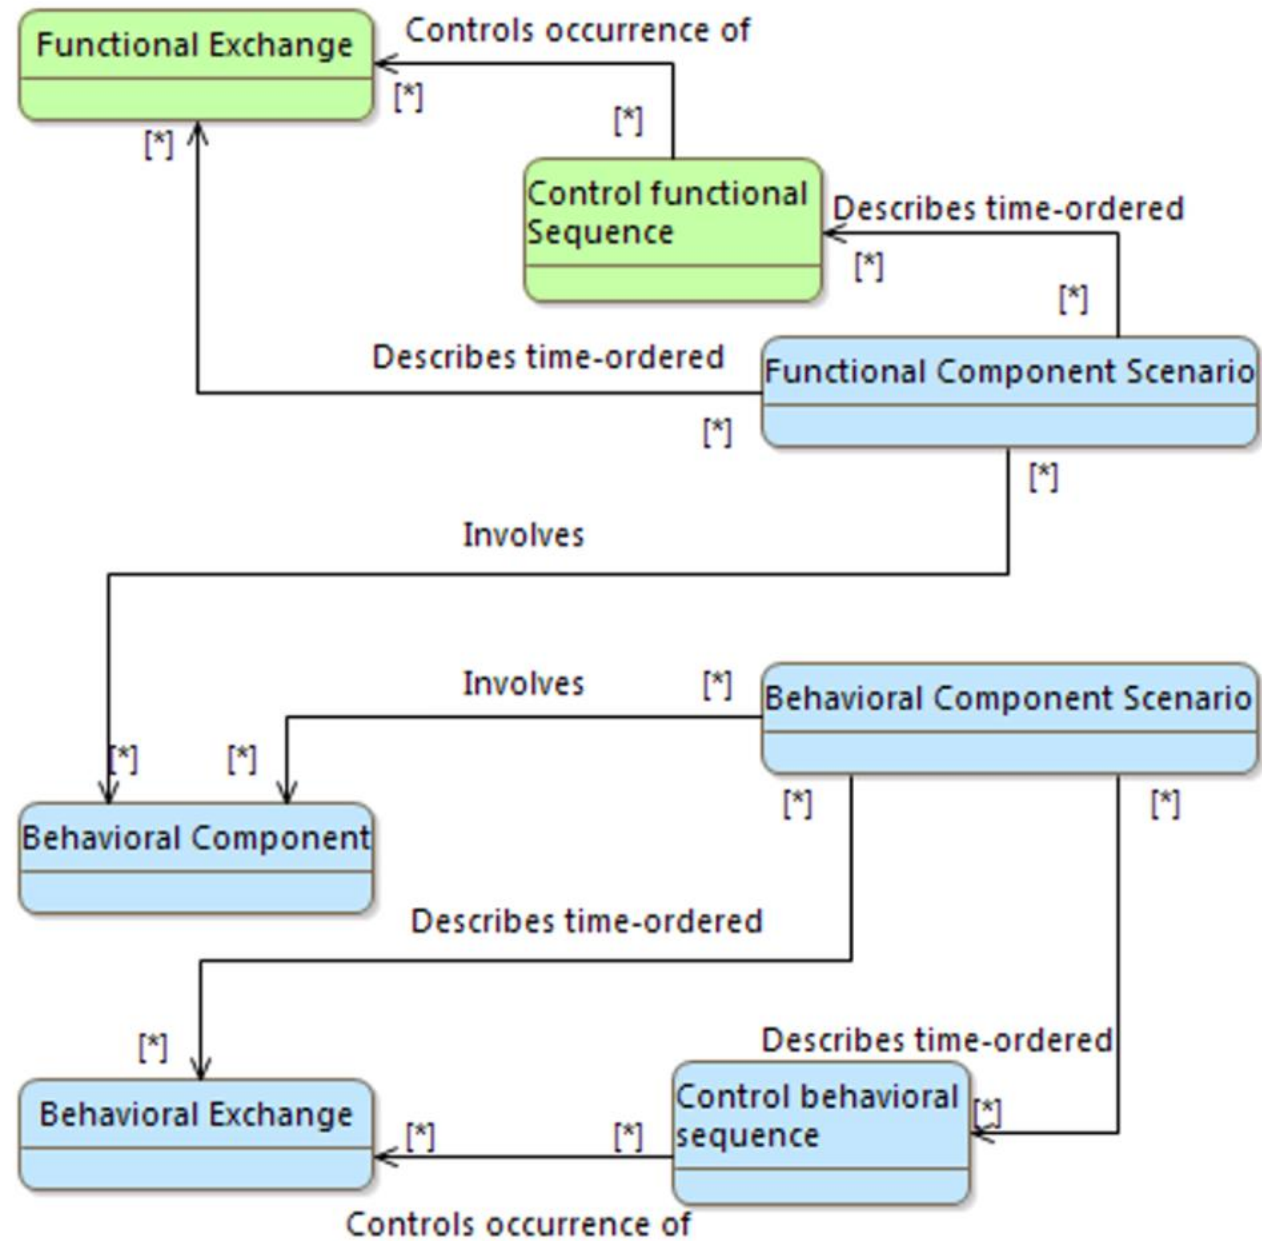 Functional Exchange
Controls occurrence of
[*]
[*]
[*]
Control functional
Sequence
Describes time-ordered
[*]
[*]
Describes time-ordered
Functional Component Scenario
[*]
[*]
Involves
Involves
[*]
Behavioral Component Scenario
[*]
[*]
[*]
[*]
Behavioral Component
Describes time-ordered
[*]
Describes time-ordered
Behavioral Exchange
[*]
[*]
Control behavioral
sequence
[*]
Controls occurrence of